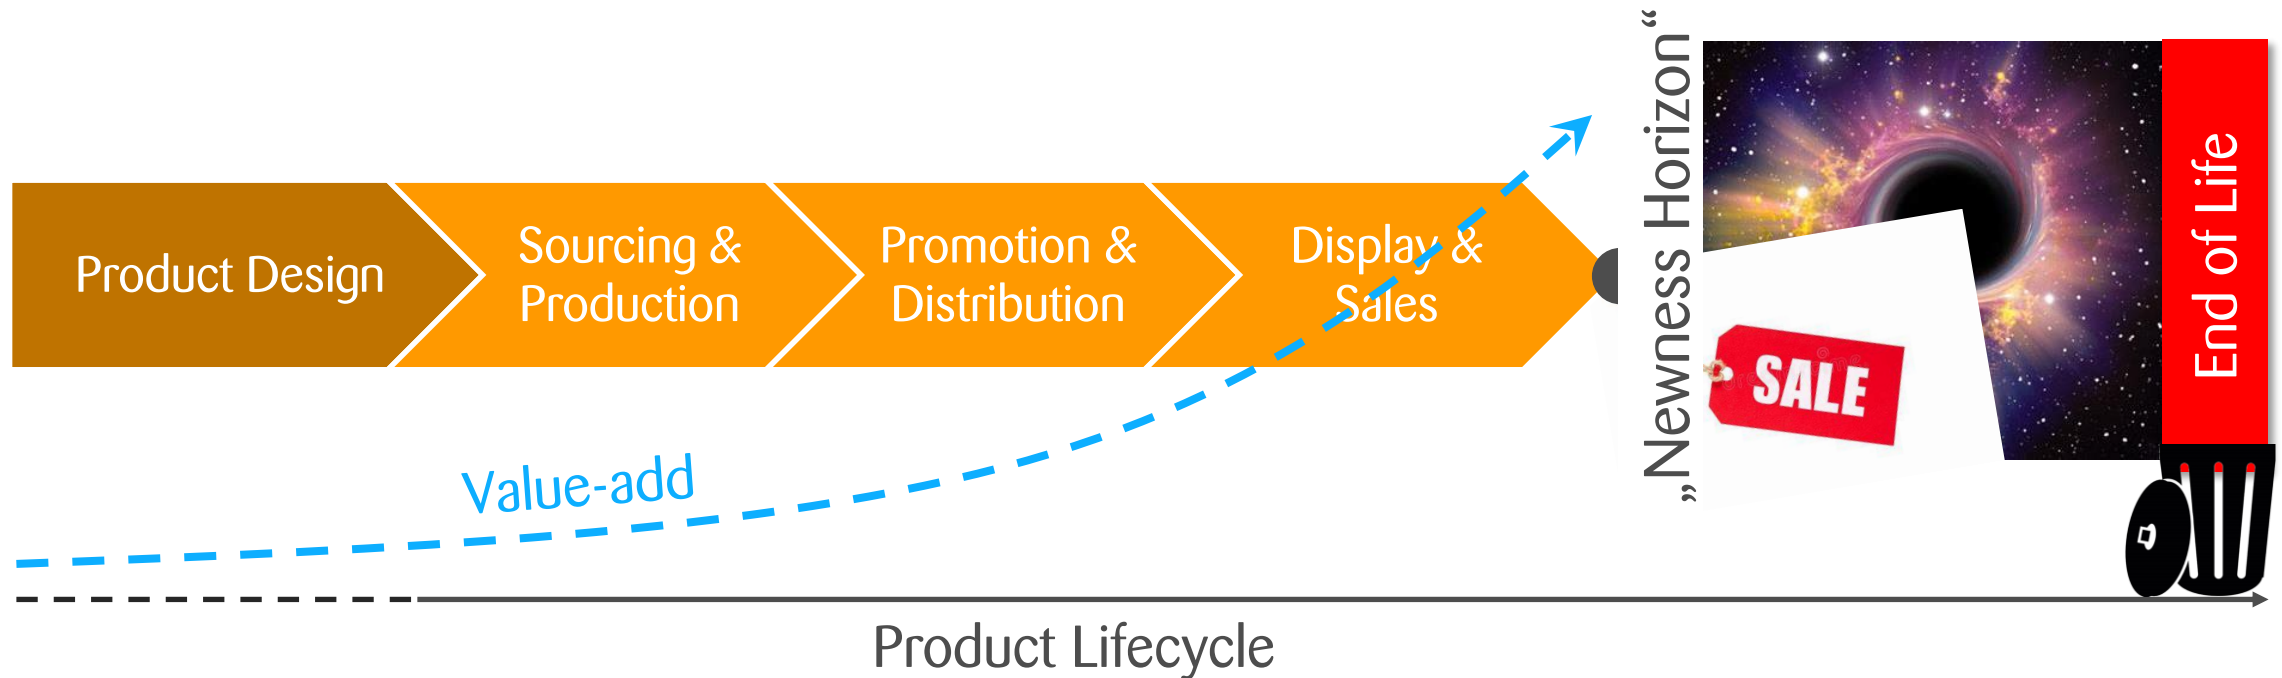 Product Design
Sourcing &
Production
Promotion &
Distribution
Display &
Sales
„Newness Horizon“
SALE
End of Life
Value-add
Product Lifecycle